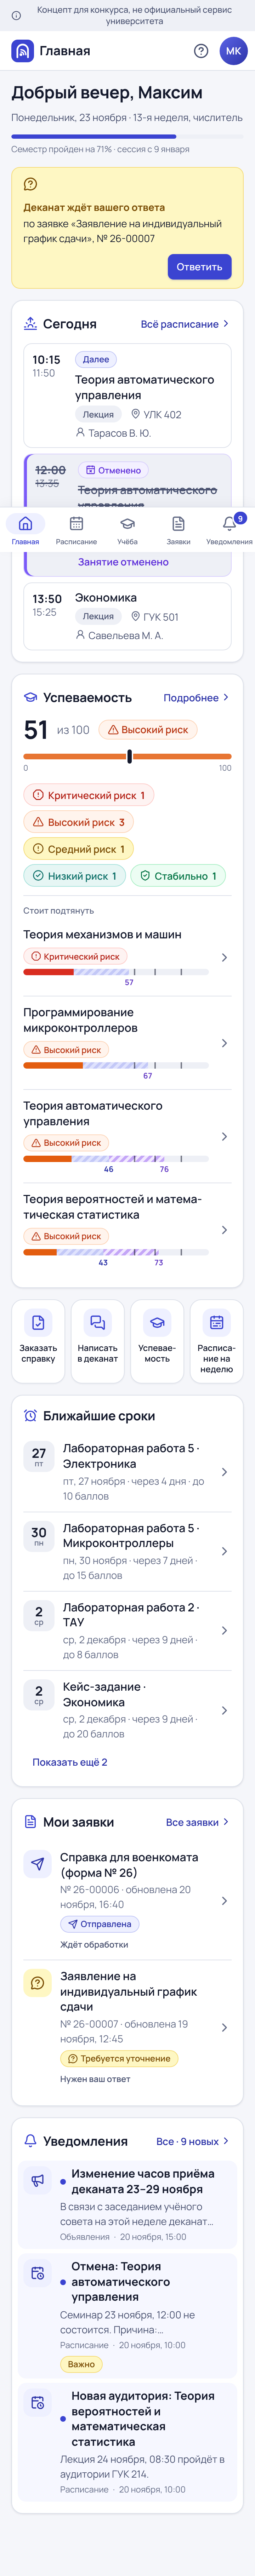 Концепт для конкурса, не официальный сервис
университета
Главная
МК
Добрый вечер, Максим
Понедельник, 23 ноября · 13-я неделя, числитель
Семестр пройден на 71% · сессия с 9 января
Деканат ждёт вашего ответа
по заявке «Заявление на индивидуальный
график сдачи», № 26-00007
Ответить
Сегодня
Всё расписание
10:15
11:50
Далее
Теория автоматического
управления
Лекция
УЛК 402
Тарасов В. Ю.
12:00
13:35
Отменено
Теория автоматического
управления
Главная
Расписание
Учёба
Заявки
9
Уведомления
Занятие отменено
13:50
15:25
Экономика
Лекция
ГУК 501
Савельева М. А.
Успеваемость
Подробнее
51 из 100
Высокий риск
0
100
Критический риск 1
Высокий риск 3
Средний риск 1
Низкий риск 1
Стабильно 1
Стоит подтянуть
Теория механизмов и машин
Критический риск
57
Программирование
микроконтроллеров
Высокий риск
67
Теория автоматического
управления
Высокий риск
46
76
Теория вероятностей и матема-
тическая статистика
Высокий риск
43
73
Заказать
справку
Написать
в деканат
Успевае-
мость
Расписа-
ние на
неделю
Ближайшие сроки
27
пт
Лабораторная работа 5 ·
Электроника
пт, 27 ноября · через 4 дня · до
10 баллов
30
пн
Лабораторная работа 5 ·
Микроконтроллеры
пн, 30 ноября · через 7 дней ·
до 15 баллов
2
ср
Лабораторная работа 2 ·
ТАУ
ср, 2 декабря · через 9 дней ·
до 8 баллов
2
ср
Кейс-задание ·
Экономика
ср, 2 декабря · через 9 дней ·
до 20 баллов
Показать ещё 2
Мои заявки
Все заявки
Справка для военкомата
(форма № 26)
№ 26-00006 · обновлена 20
ноября, 16:40
Отправлена
Ждёт обработки
Заявление на
индивидуальный график
сдачи
№ 26-00007 · обновлена 19
ноября, 12:45
Требуется уточнение
Нужен ваш ответ
Уведомления
Все · 9 новых
Изменение часов приёма
деканата 23–29 ноября
В связи с заседанием учёного
совета на этой неделе деканат…
Объявления · 20 ноября, 15:00
Отмена: Теория
автоматического
управления
Семинар 23 ноября, 12:00 не
состоится. Причина:…
Расписание · 20 ноября, 10:00
Важно
Новая аудитория: Теория
вероятностей и
математическая
статистика
Лекция 24 ноября, 08:30 пройдёт в
аудитории ГУК 214.
Расписание · 20 ноября, 10:00